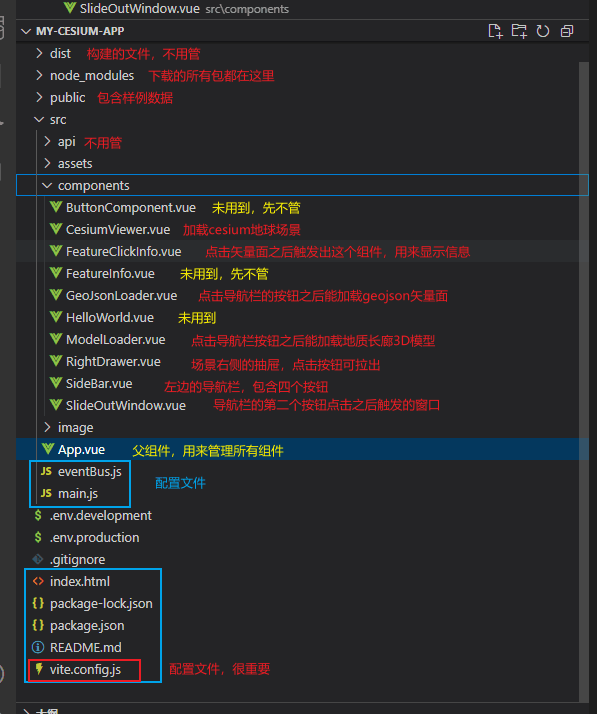 SlideOutWindow.vue src\components
MY-CESIUM-APP
dist 构建的文件，不用管
node_modules 下载的所有包都在这里
public 包含样例数据
src
api 不用管
assets
components
ButtonComponent.vue 未用到，先不管
CesiumViewer.vue 加载cesium地球场景
FeatureClickInfo.vue 点击矢量面之后触发出这个组件，用来显示信息
FeatureInfo.vue 未用到，先不管
GeoJsonLoader.vue 点击导航栏的按钮之后能加载geojson矢量面
HelloWorld.vue 未用到
ModelLoader.vue 点击导航栏按钮之后能加载地质长廊3D模型
RightDrawer.vue 场景右侧的抽屉，点击按钮可拉出
SideBar.vue 左边的导航栏，包含四个按钮
SlideOutWindow.vue 导航栏的第二个按钮点击之后触发的窗口
image
App.vue 父组件，用来管理所有组件
JS eventBus.js
配置文件
JS main.js
$ .env.development
$ .env.production
.gitignore
<> index.html
{} package-lock.json
{} package.json
README.md
vite.config.js 配置文件，很重要